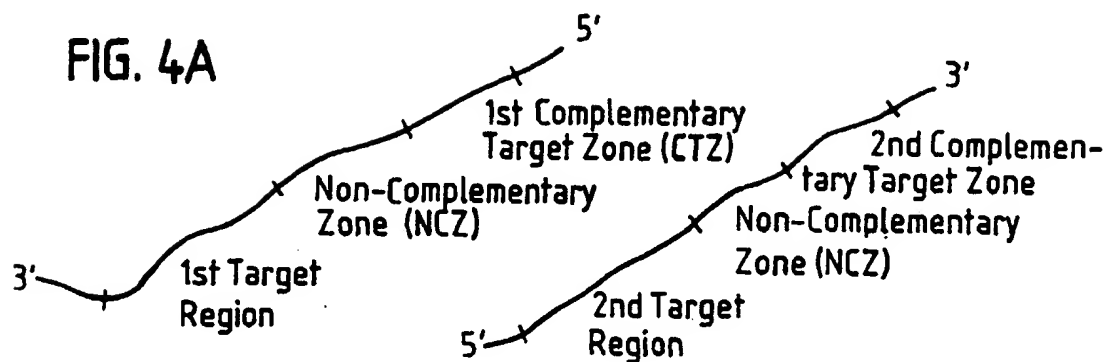 FIG. 4A
5'
1st Complementary
Target Zone (CTZ)
Non-Complementary
Zone (NCZ)
3'
1st Target
Region
3'
2nd Complemen-
tary Target Zone
Non-Complementary
Zone (NCZ)
2nd Target
Region
5'